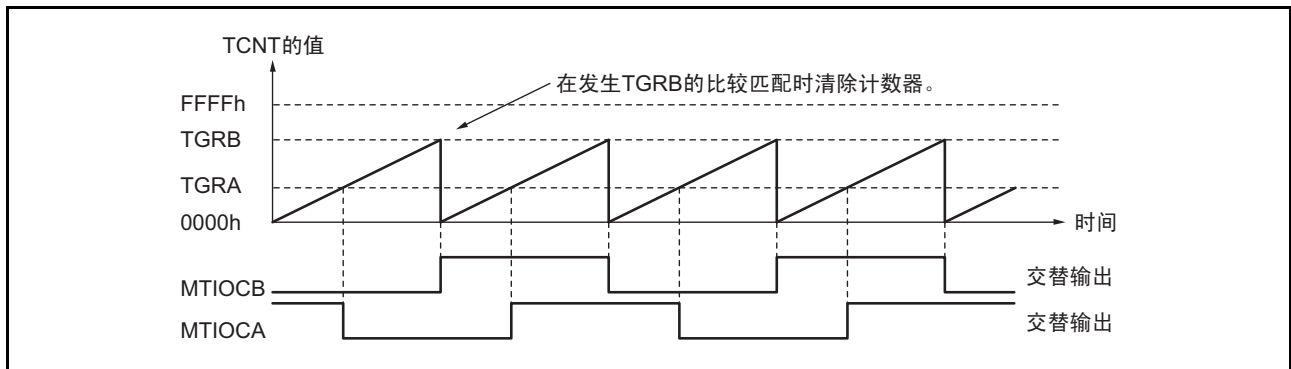 TCNT的值
在发生TGRB的比较匹配时清除计数器。
FFFFh
TGRB
TGRA
0000h
时间
MTIOCB
交替输出
MTIOCA
交替输出